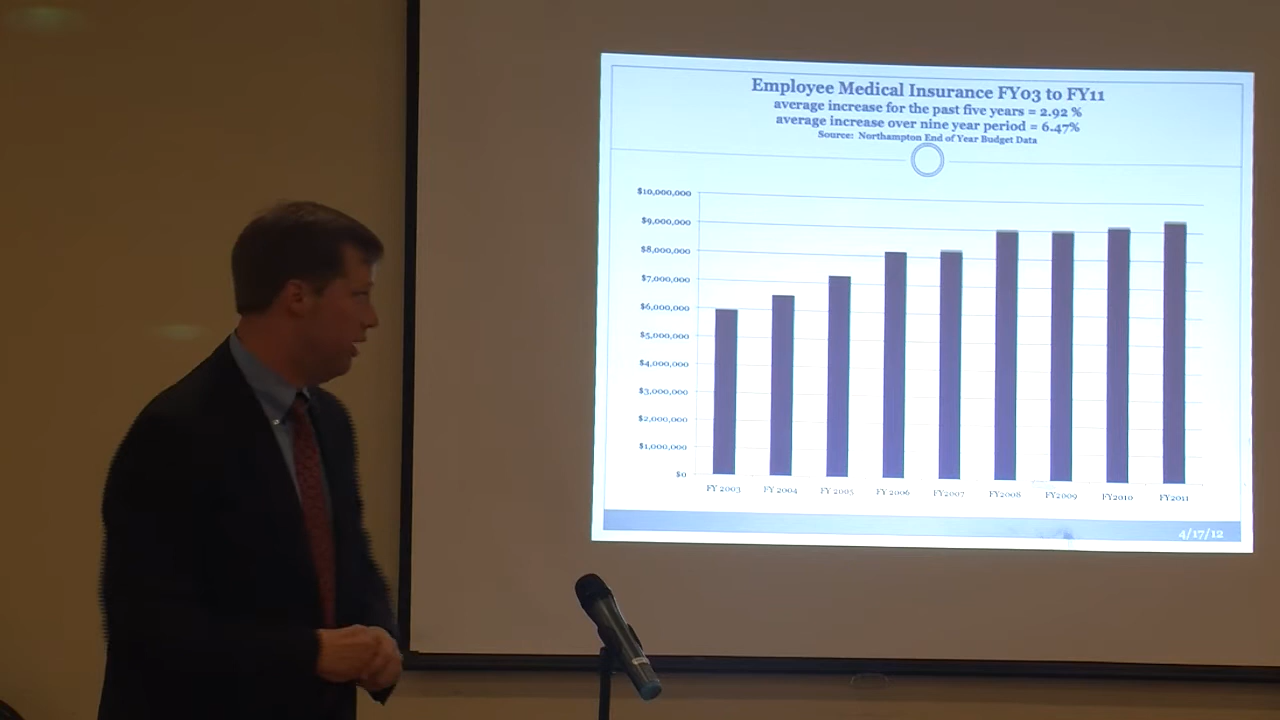 Employee Medical Insurance FY03 to FY11
average increase for the past five years = 2.92 %
average increase over nine year period = 6.47%
Source: Northampton End of Year Budget Data
$10,000,000
$9,000,000
$8,000,000
$7,000,000
$6,000,000
$5,000,000
$4,000,000
$3,000,000
$2,000,000
$1,000,000
$0
FY 2003 FY 2004 FY 2005 FY 2006 FY2007 FY2008 FY2009 FY2010 FY2011
4/17/12